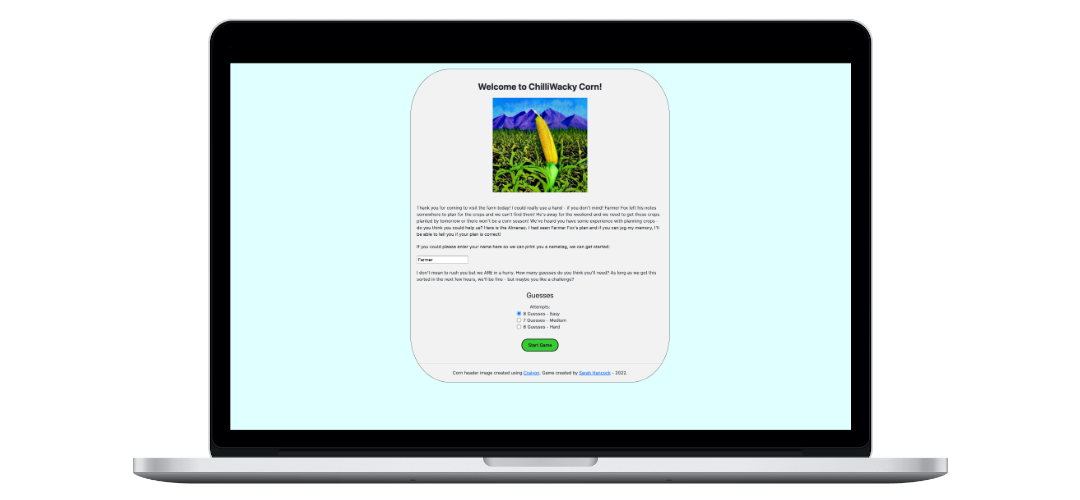 Welcome to ChilliWacky Corn!
Thank you for coming to visit the farm today! I could really use a hand - if you don't mind! Farmer Fox left his notes
somewhere to plan for the crops and we can't find them! He's away for the weekend and we need to get these crops
planted by tomorrow or there won't be a corn season! We've heard you have some experience with planning crops -
do you think you could help us? Here is the Almanac. I had seen Farmer Fox's plan and if you can jog my memory, I'll
be able to tell you if your plan is correct!
If you could please enter your name here so we can print you a nametag, we can get started:
Farmer
I don't mean to rush you but we ARE in a hurry. How many guesses do you think you'll need? As long as we get this
sorted in the next few hours, we'll be fine - but maybe you like a challenge?
Guesses
Attempts:
8 Guesses - Easy
7 Guesses - Medium
6 Guesses - Hard
Start Game
Corn header image created using Craiyon. Game created by Sarah Hancock - 2022.